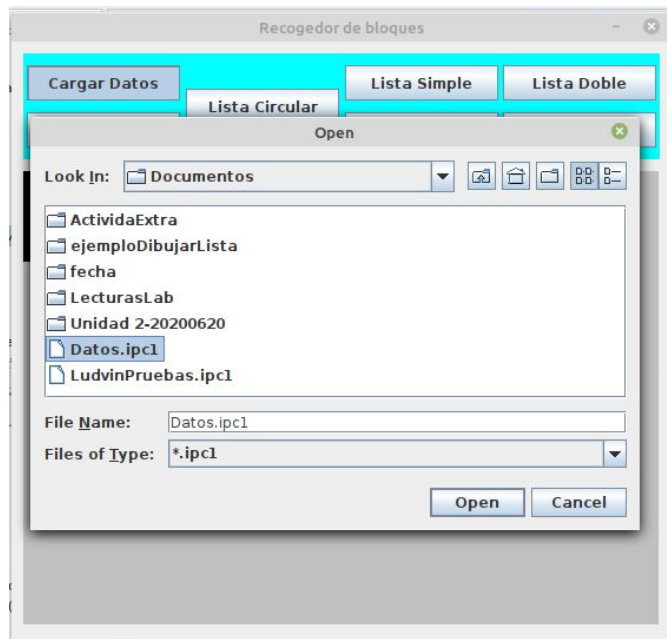 Recogedor de bloques
Cargar Datos
Lista Circular
Lista Simple
Lista Doble
Open
Look In: Documentos
ActividaExtra
ejemploDibujarLista
fecha
LecturasLab
Unidad 2-20200620
Datos.ipc1
LudvinPruebas.ipc1
File Name: Datos.ipc1
Files of Type: *.ipc1
Open Cancel